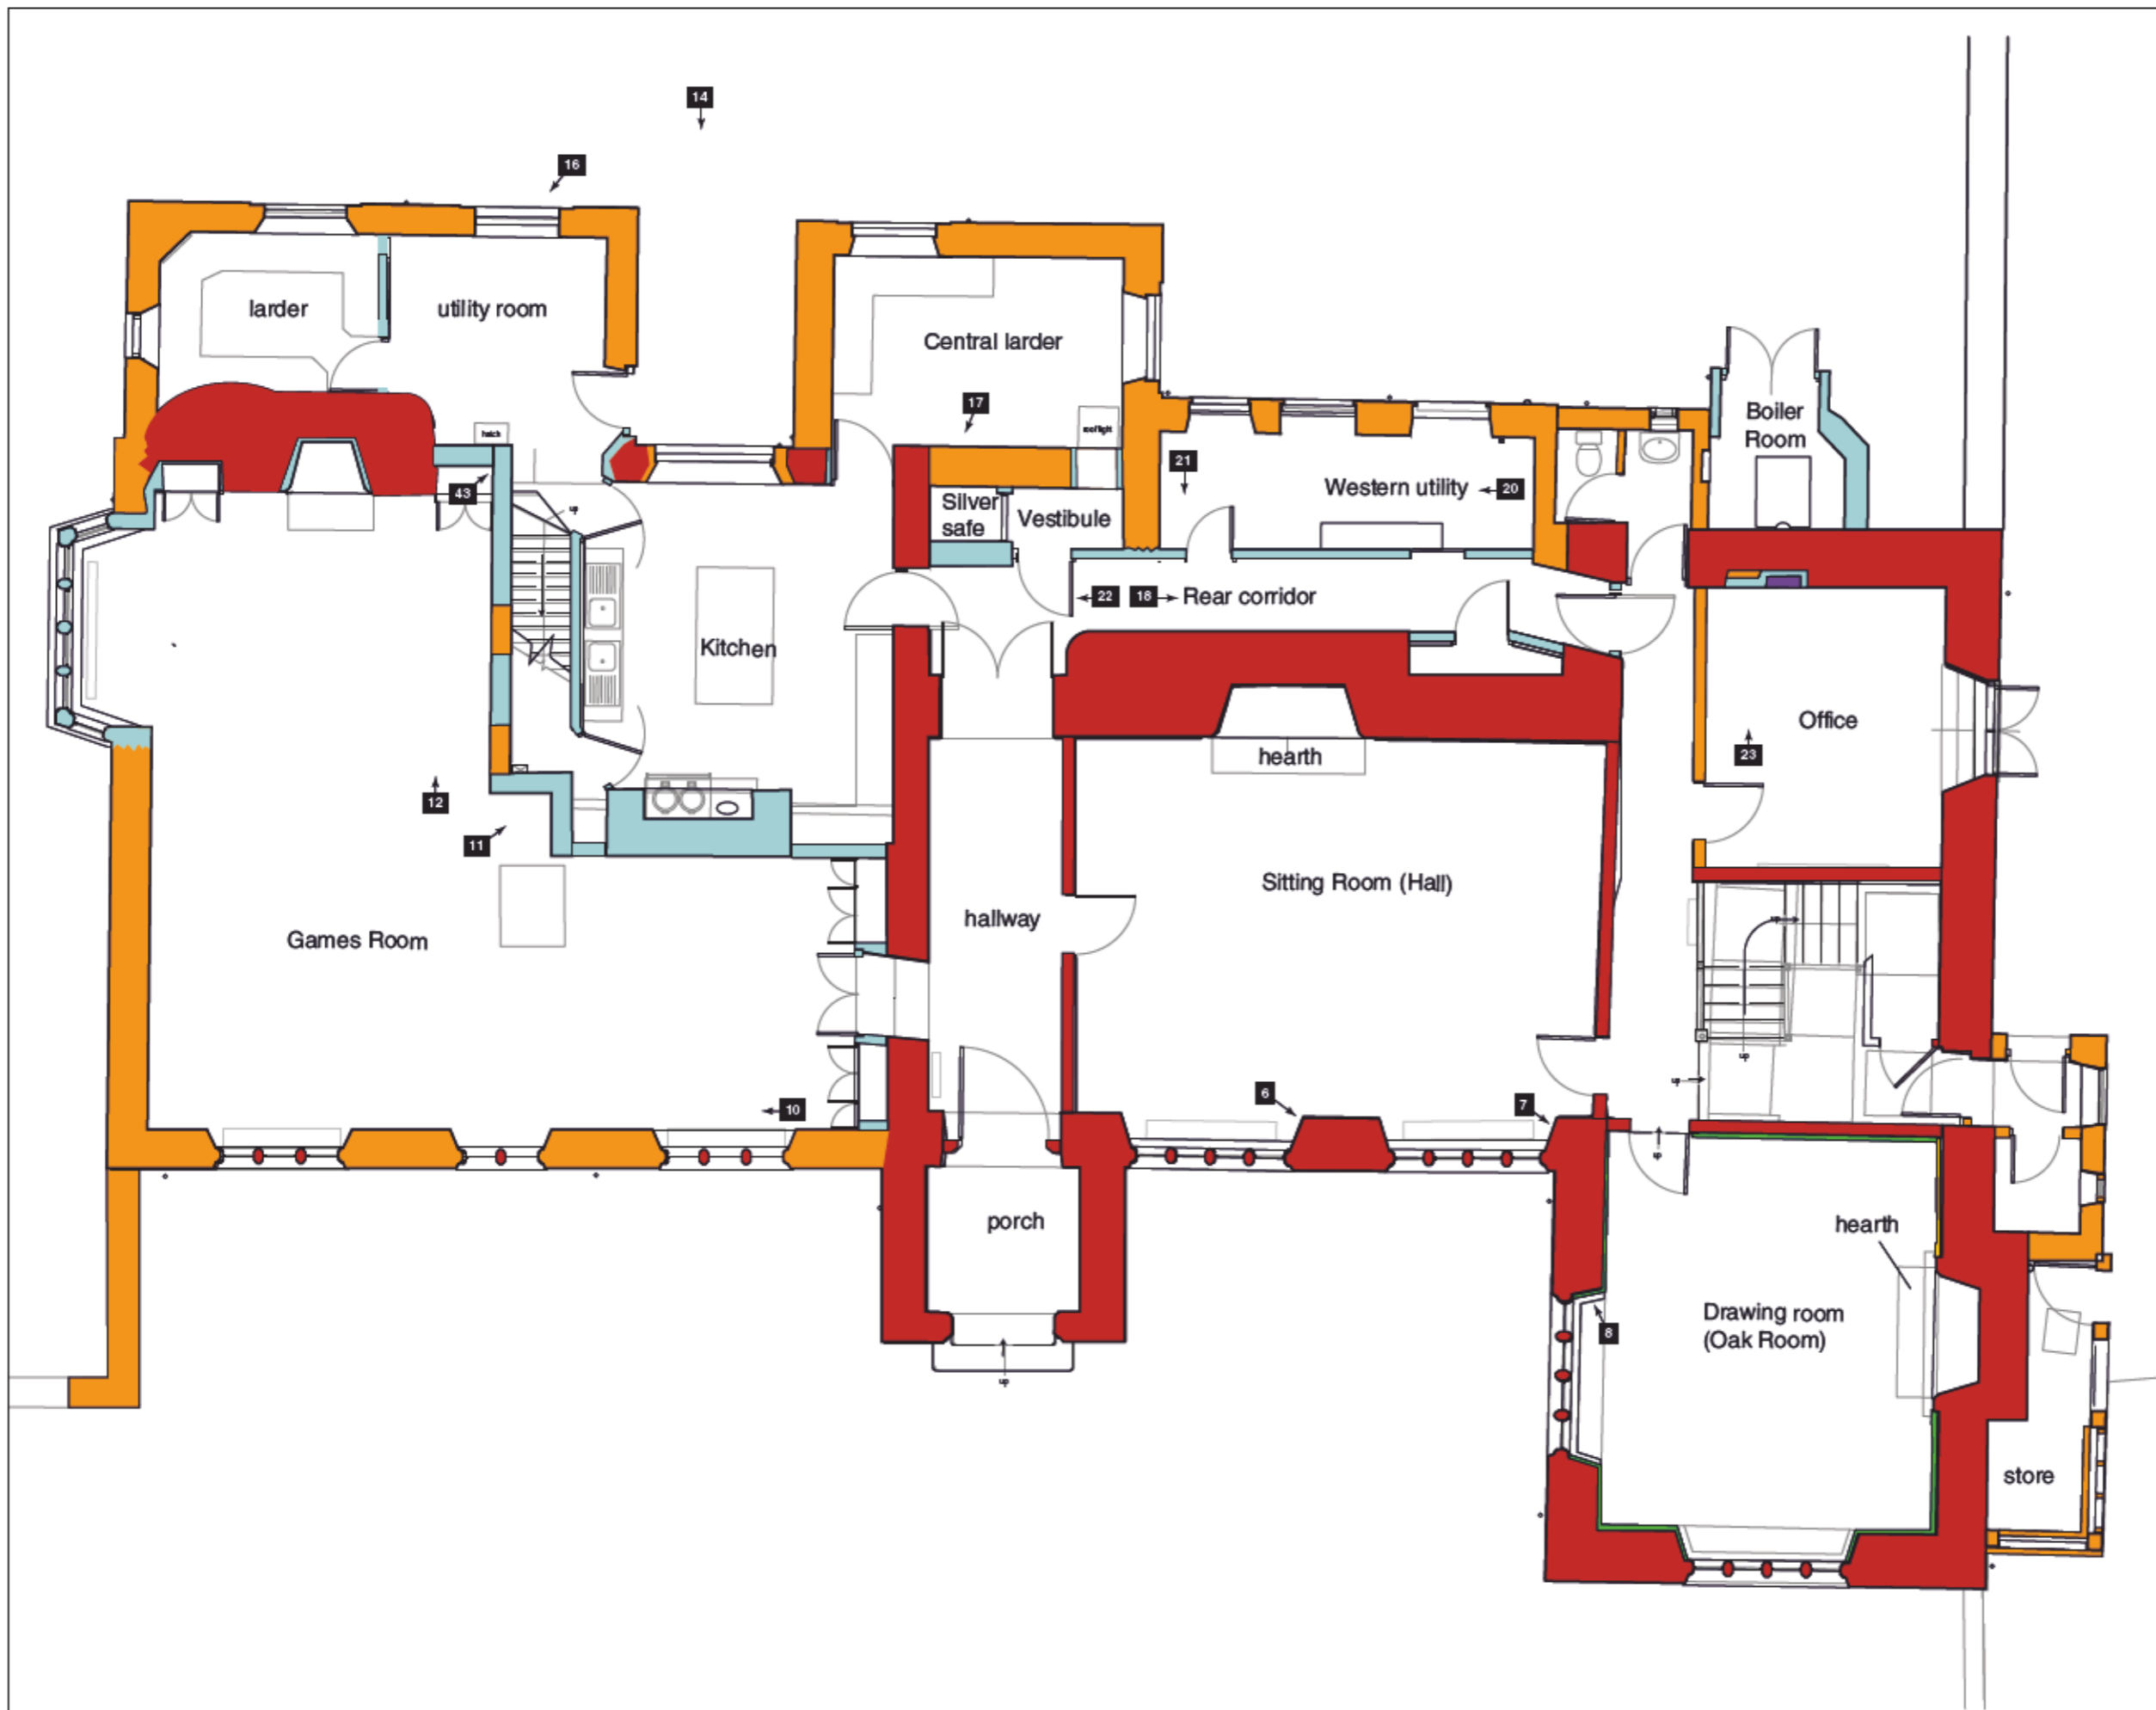 14
16
larder
utility room
Central larder
17
Boiler
Room
hatch
rooflight
21
Western utility
20
43
Silver
safe
Vestibule
up
22
18
Rear corridor
Kitchen
Office
hearth
23
12
11
Sitting Room (Hall)
hallway
Games Room
up
up
up
10
6
7
up
porch
hearth
Drawing room
(Oak Room)
8
up
store